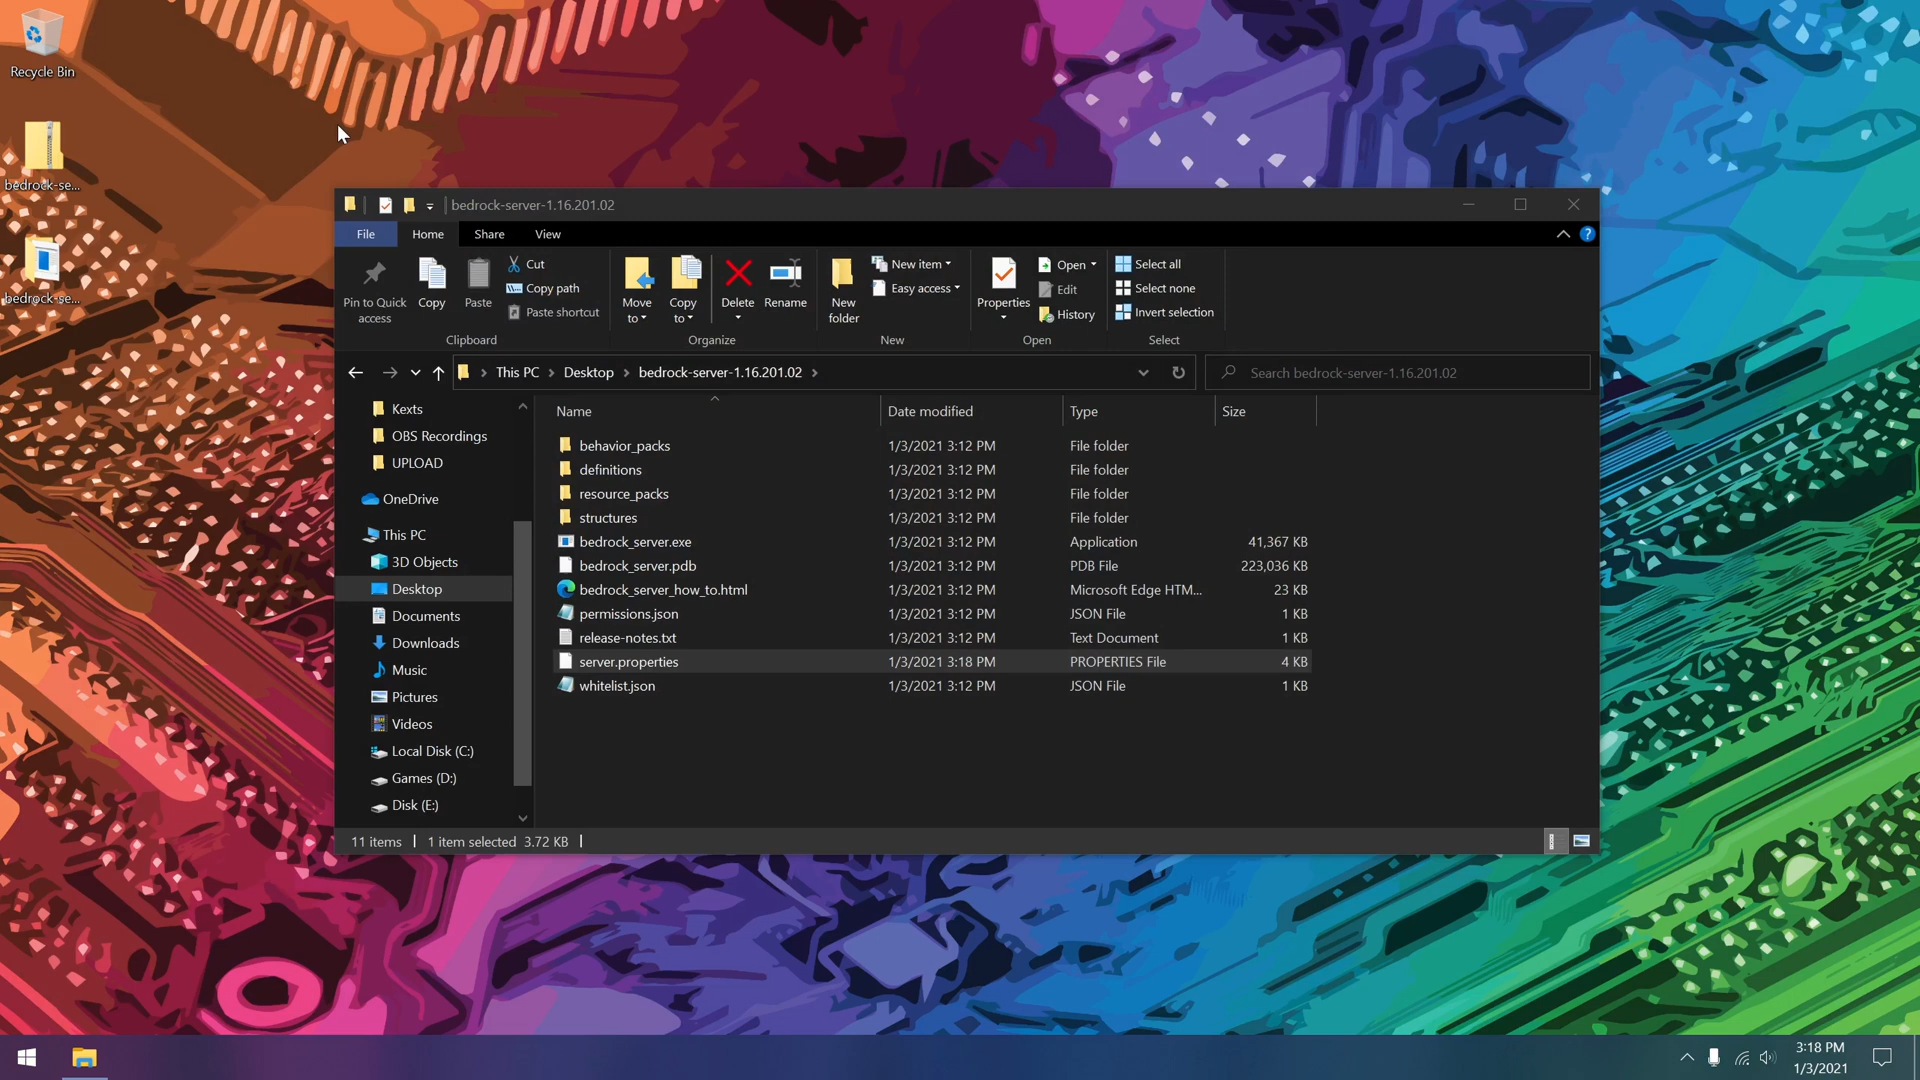 Recycle Bin
bedrock-se...
bedrock-se...
bedrock-server-1.16.201.02
File Home Share View
Pin to Quick access
Copy
Paste
Cut
Copy path
Paste shortcut
Clipboard
Move to
Copy to
Delete
Rename
Organize
New folder
New item
Easy access
New
Properties
Open
Edit
History
Open
Select all
Select none
Invert selection
Select
This PC > Desktop > bedrock-server-1.16.201.02 >
Search bedrock-server-1.16.201.02
Kexts
OBS Recordings
UPLOAD
OneDrive
This PC
3D Objects
Desktop
Documents
Downloads
Music
Pictures
Videos
Local Disk (C:)
Games (D:)
Disk (E:)
Name Date modified Type Size
behavior_packs 1/3/2021 3:12 PM File folder
definitions 1/3/2021 3:12 PM File folder
resource_packs 1/3/2021 3:12 PM File folder
structures 1/3/2021 3:12 PM File folder
bedrock_server.exe 1/3/2021 3:12 PM Application 41,367 KB
bedrock_server.pdb 1/3/2021 3:12 PM PDB File 223,036 KB
bedrock_server_how_to.html 1/3/2021 3:12 PM Microsoft Edge HTM... 23 KB
permissions.json 1/3/2021 3:12 PM JSON File 1 KB
release-notes.txt 1/3/2021 3:12 PM Text Document 1 KB
server.properties 1/3/2021 3:18 PM PROPERTIES File 4 KB
whitelist.json 1/3/2021 3:12 PM JSON File 1 KB
11 items 1 item selected 3.72 KB
3:18 PM
1/3/2021